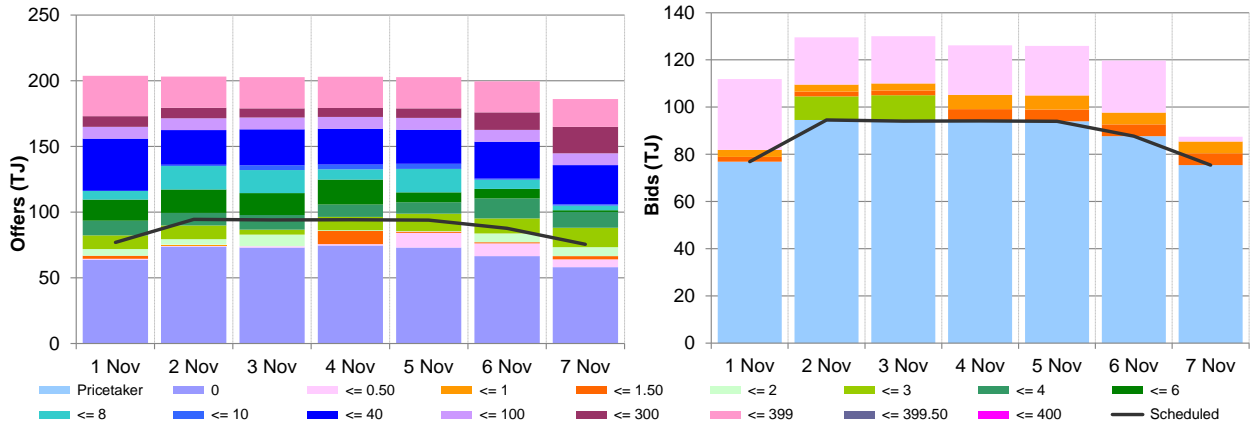 250
200
150
100
50
0
Offers (TJ)
1 Nov 2 Nov 3 Nov 4 Nov 5 Nov 6 Nov 7 Nov
140
120
100
80
60
40
20
0
Bids (TJ)
1 Nov 2 Nov 3 Nov 4 Nov 5 Nov 6 Nov 7 Nov
Pricetaker 0 <= 0.50 <= 1 <= 1.50 <= 2 <= 3 <= 4 <= 6
<= 8 <= 10 <= 40 <= 100 <= 300 <= 399 <= 399.50 <= 400 Scheduled